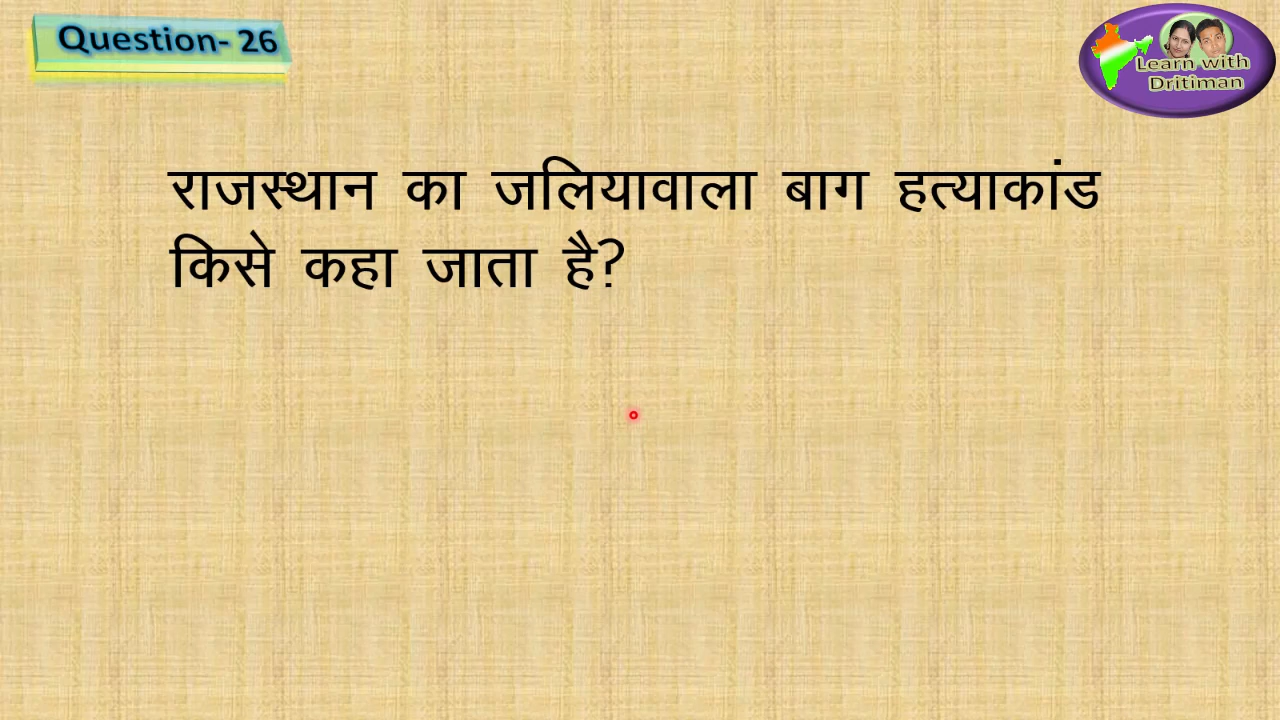 Question- 26
Learn with
Dritiman
राजस्थान का जलियावाला बाग हत्याकांड
किसे कहा जाता है?